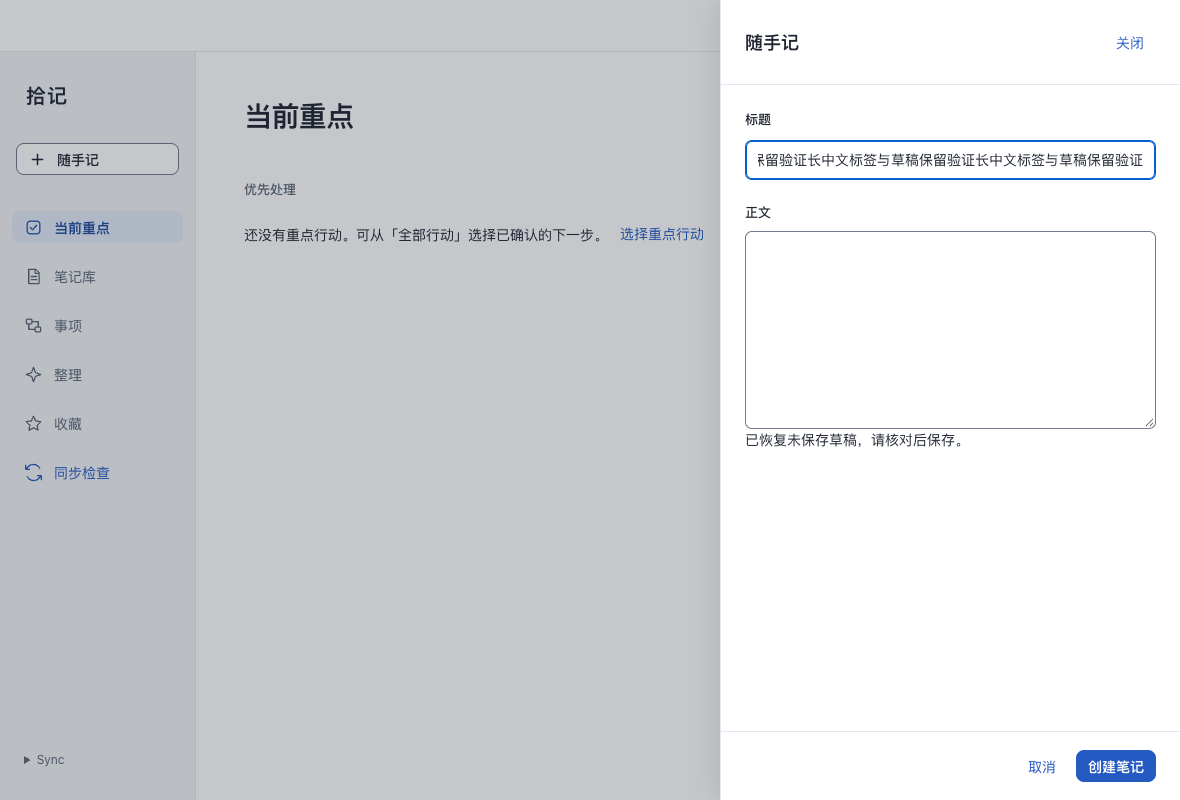 拾记
随手记
当前重点
笔记库
事项
整理
收藏
同步检查
Sync
当前重点
优先处理
还没有重点行动。可从「全部行动」选择已确认的下一步。 选择重点行动
随手记
关闭
标题
留验证长中文标签与草稿保留验证长中文标签与草稿保留验证
正文
已恢复未保存草稿，请核对后保存。
取消
创建笔记